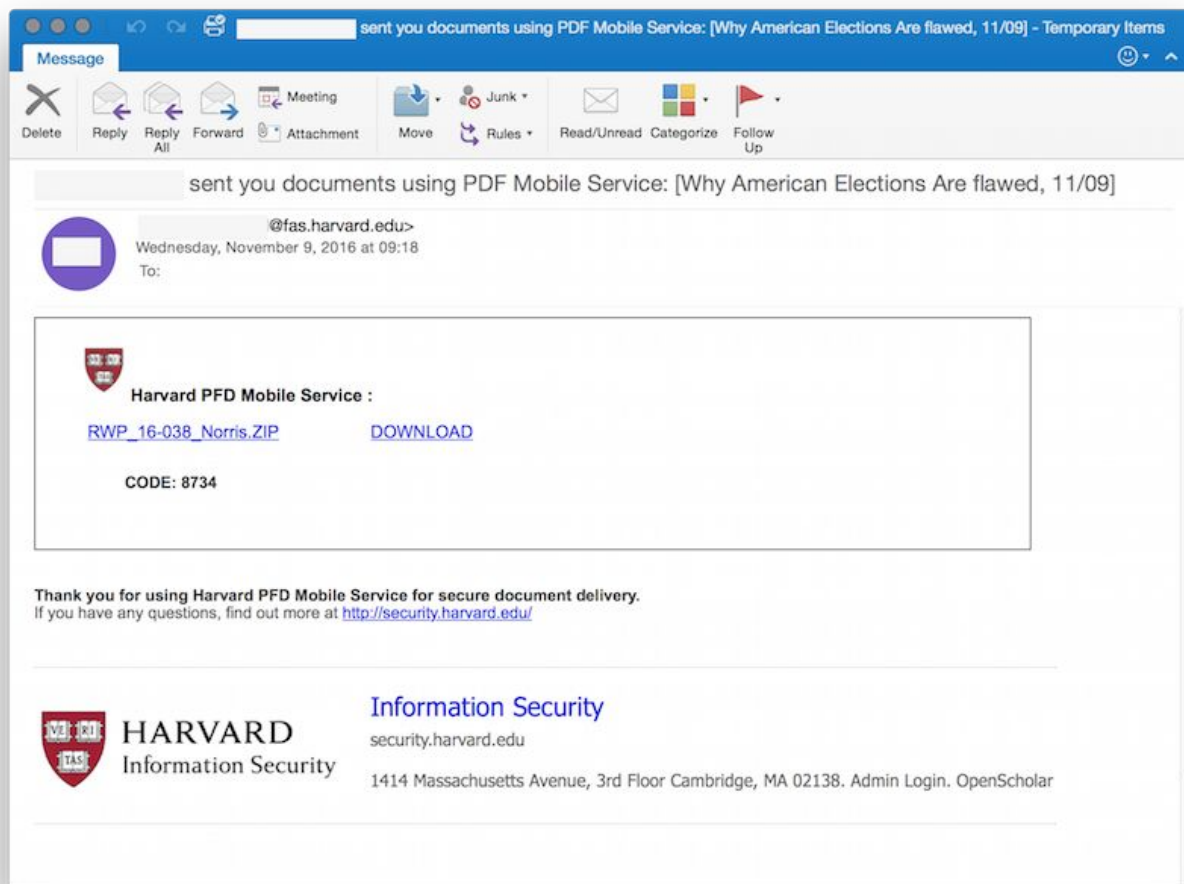 sent you documents using PDF Mobile Service: [Why American Elections Are flawed, 11/09] - Temporary Items
Message
Delete
Reply
Reply All
Forward
Meeting
Attachment
Move
Junk
Rules
Read/Unread
Categorize
Follow Up
sent you documents using PDF Mobile Service: [Why American Elections Are flawed, 11/09]
@fas.harvard.edu>
Wednesday, November 9, 2016 at 09:18
To:
Harvard PFD Mobile Service :
RWP_16-038_Norris.ZIP DOWNLOAD
CODE: 8734
Thank you for using Harvard PFD Mobile Service for secure document delivery.
If you have any questions, find out more at http://security.harvard.edu/
VE RI TAS
HARVARD
Information Security
Information Security
security.harvard.edu
1414 Massachusetts Avenue, 3rd Floor Cambridge, MA 02138. Admin Login. OpenScholar